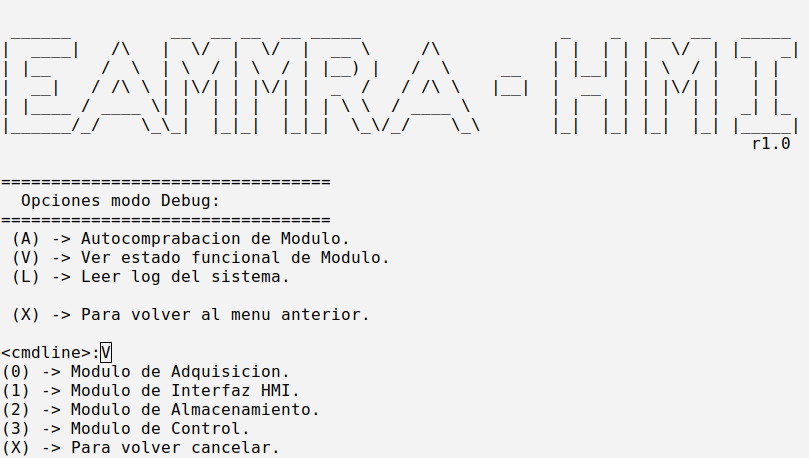 EAMMRA-HMI
r1.0
=================================
Opciones modo Debug:
=================================
(A) -> Autocomprabacion de Modulo.
(V) -> Ver estado funcional de Modulo.
(L) -> Leer log del sistema.
(X) -> Para volver al menu anterior.
<cmdline>:V
(0) -> Modulo de Adquisicion.
(1) -> Modulo de Interfaz HMI.
(2) -> Modulo de Almacenamiento.
(3) -> Modulo de Control.
(X) -> Para volver cancelar.